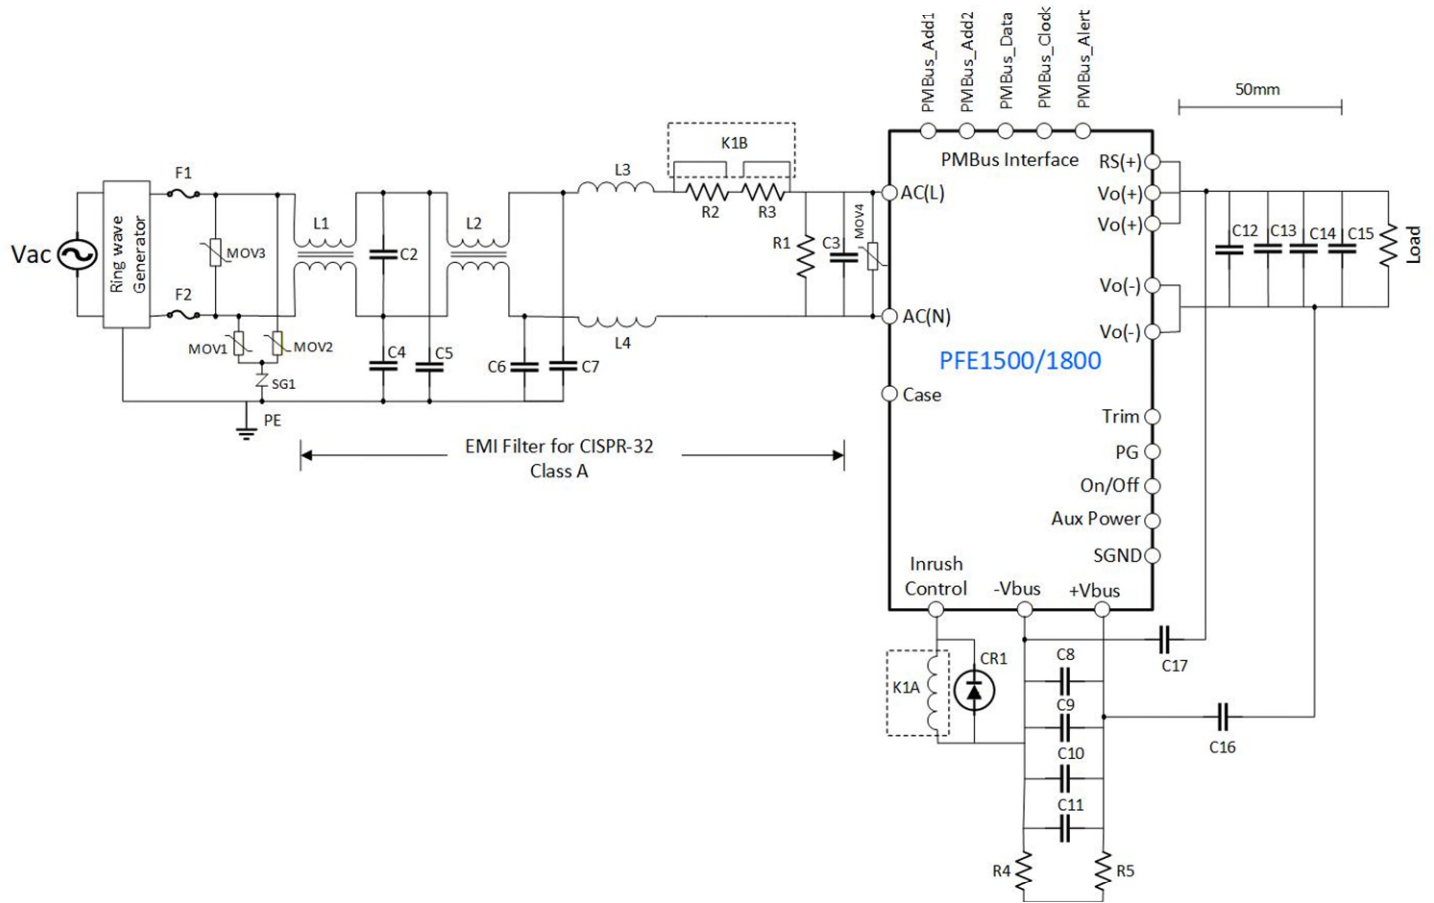 PMBus_Add1
PMBus_Add2
PMBus_Data
PMBus_Clock
PMBus_Alert
50mm
K1B
PMBus Interface
RS(+)
F1
L3
AC(L)
Vo(+)
R2
R3
Vo(+)
Vac
Ring wave
Generator
MOV3
L1
C2
L2
R1
C3
MOV4
C12
C13
C14
C15
Load
F2
Vo(-)
AC(N)
Vo(-)
L4
MOV1
MOV2
C4
C5
C6
C7
PFE1500/1800
SG1
Case
PE
Trim
EMI Filter for CISPR-32
Class A
PG
On/Off
Aux Power
SGND
Inrush
Control
-Vbus
+Vbus
C17
C8
CR1
K1A
C9
C16
C10
C11
R4
R5